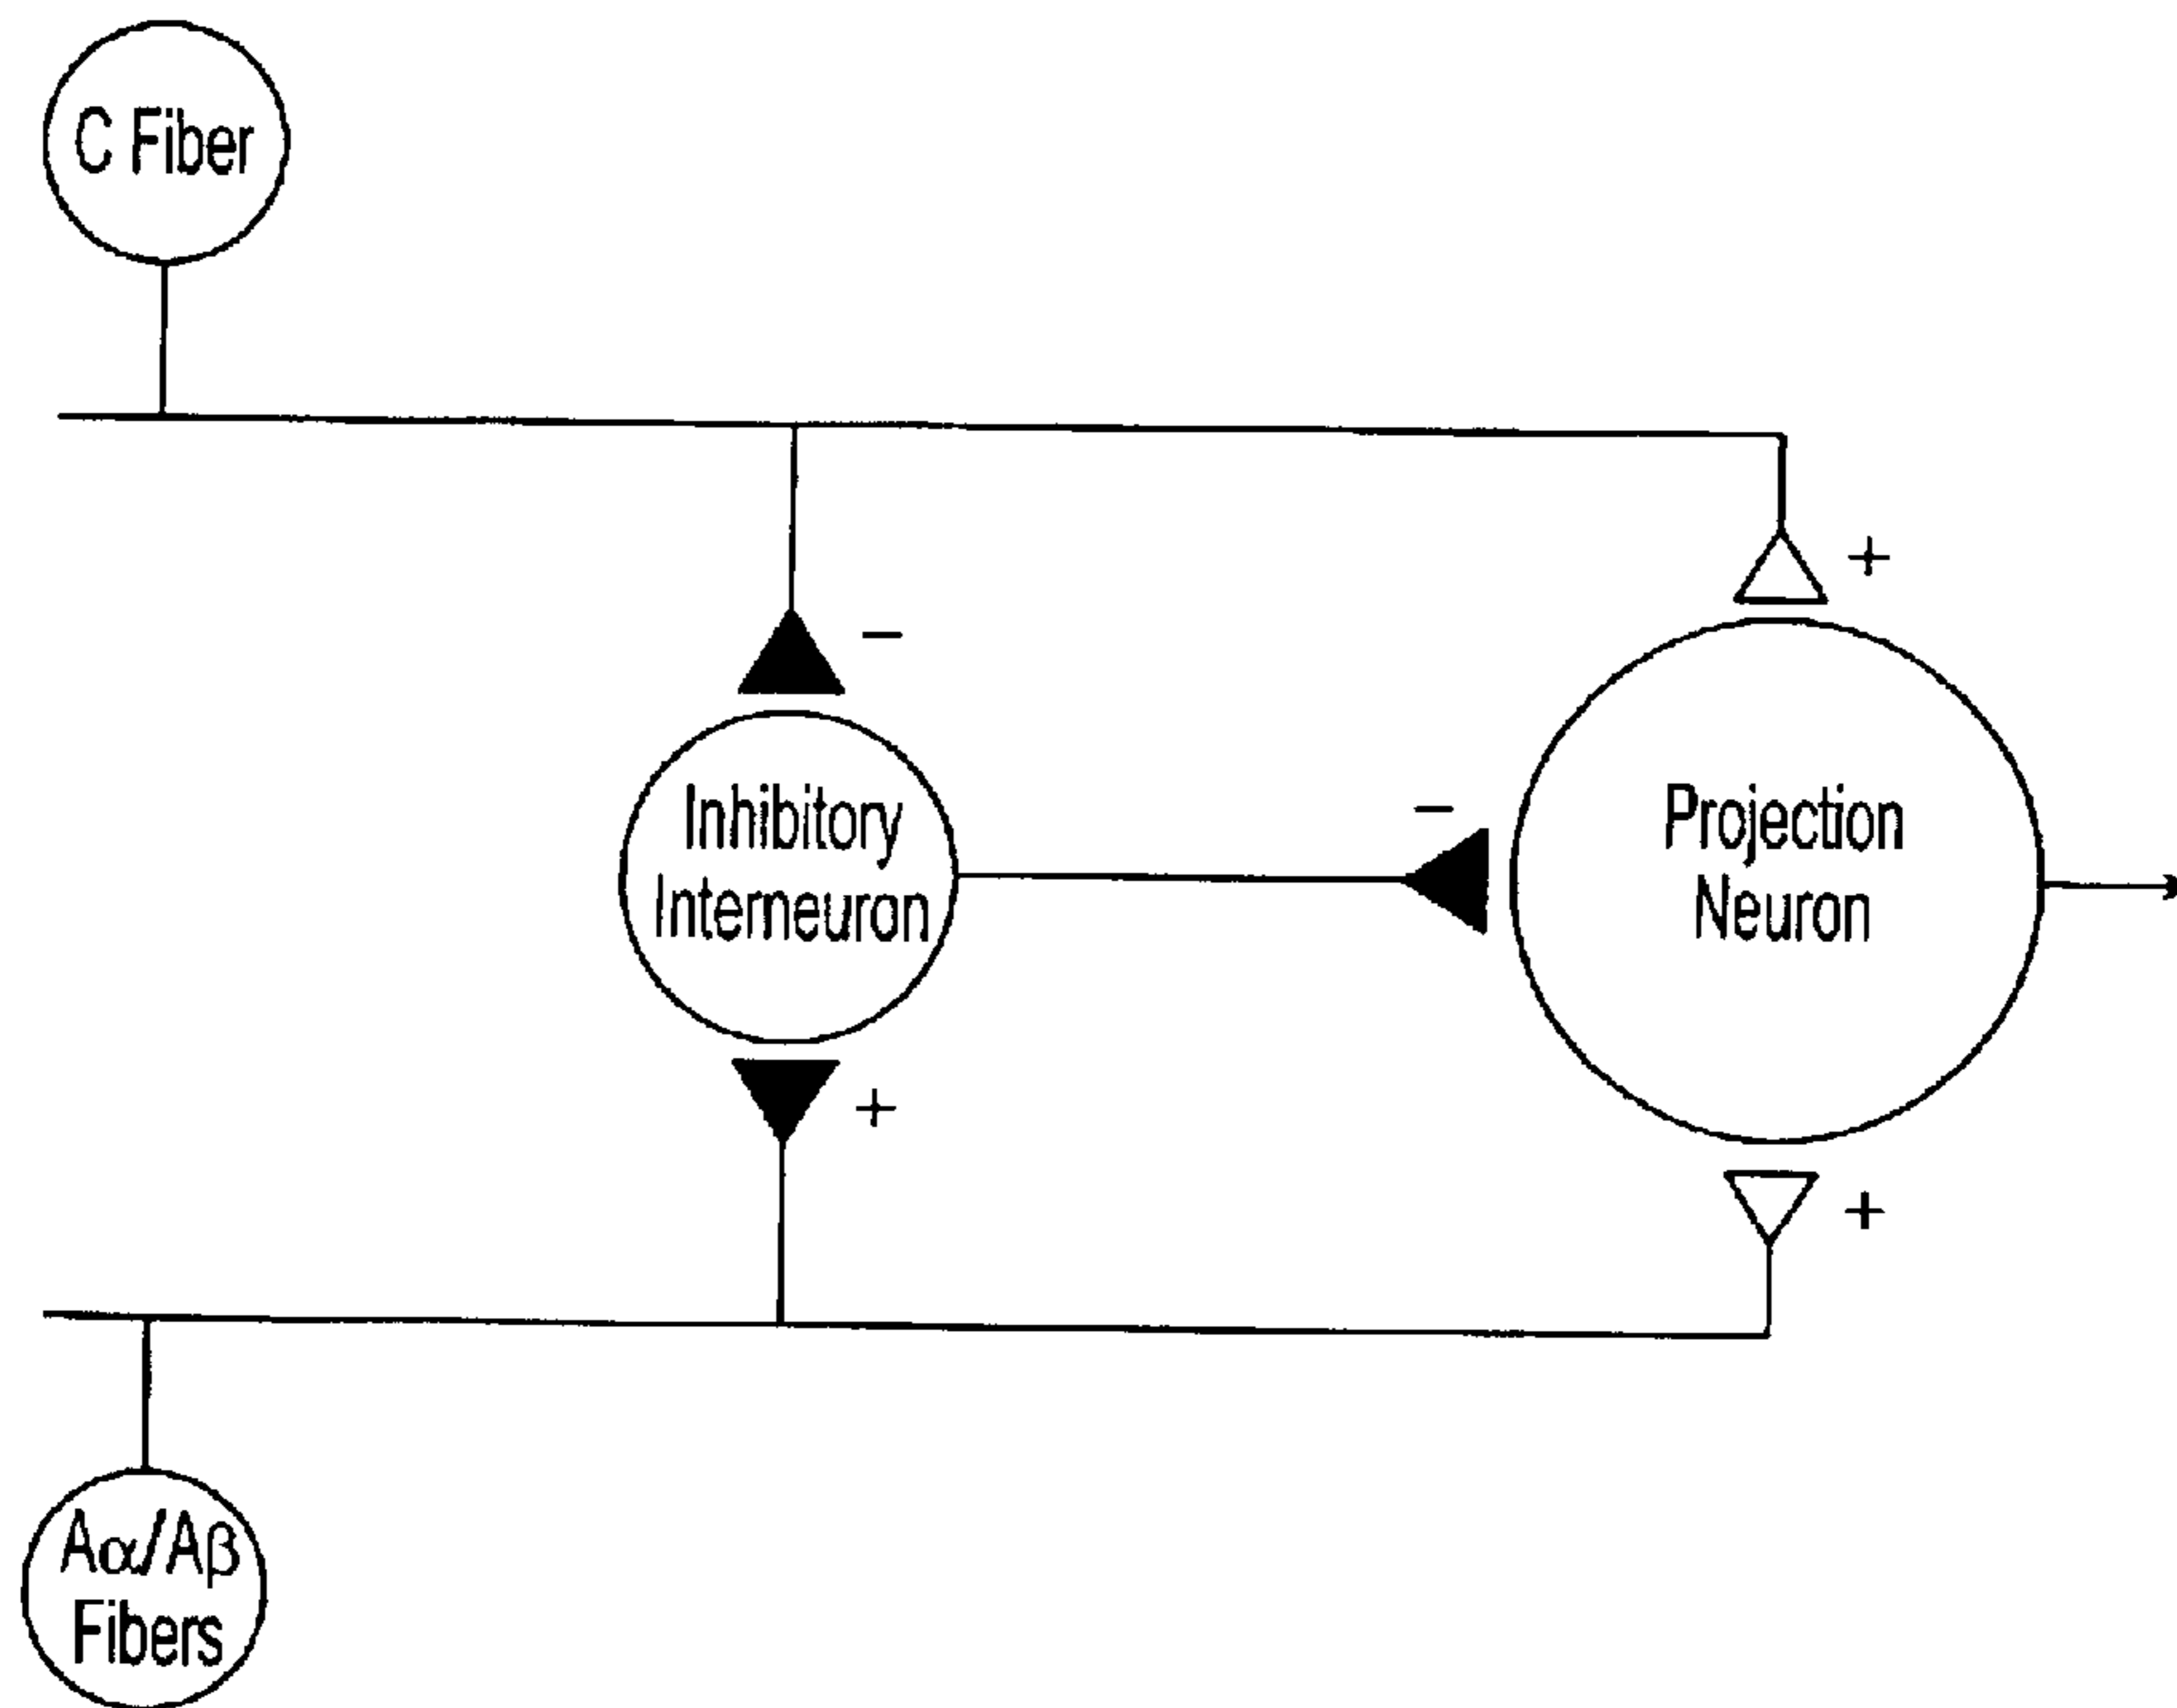 C Fiber
+
−
Inhibitory
Interneuron
−
Projection
Neuron
+
+
Aα/Aβ
Fibers